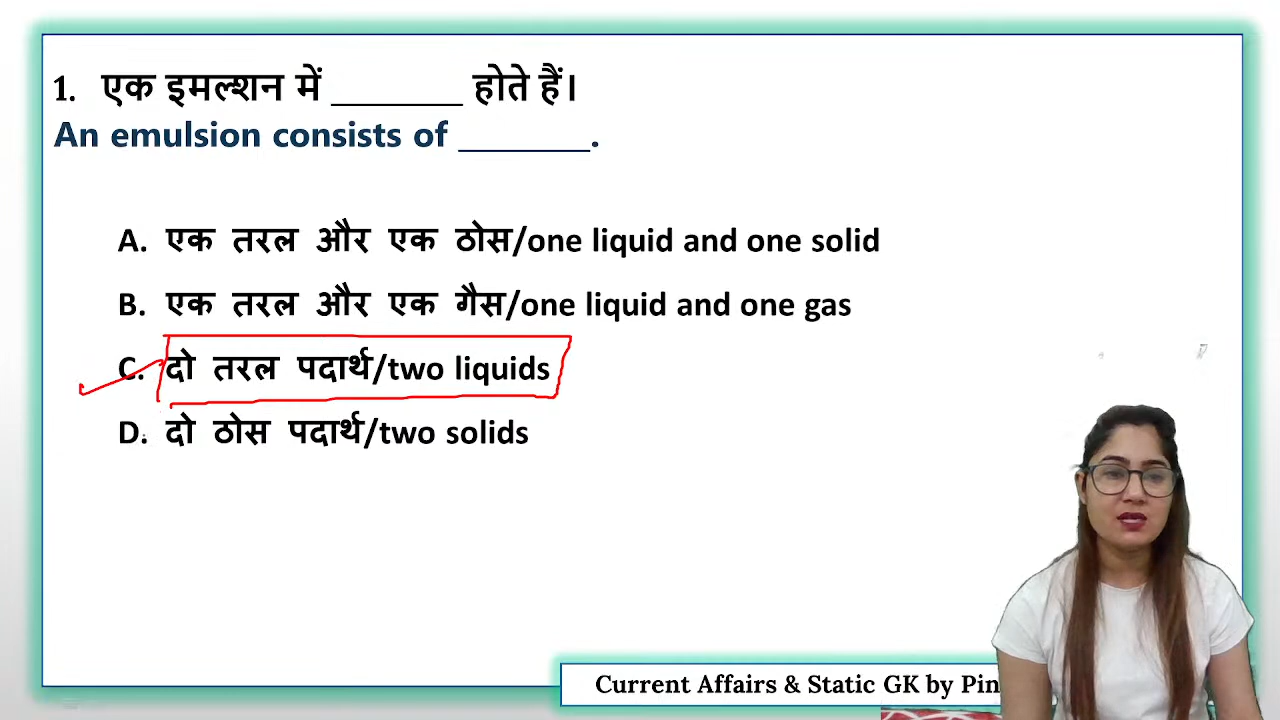 1. एक इमल्शन में ________ होते हैं।
An emulsion consists of ________.
A. एक तरल और एक ठोस/one liquid and one solid
B. एक तरल और एक गैस/one liquid and one gas
C. दो तरल पदार्थ/two liquids
D. दो ठोस पदार्थ/two solids
Current Affairs & Static GK by Pin